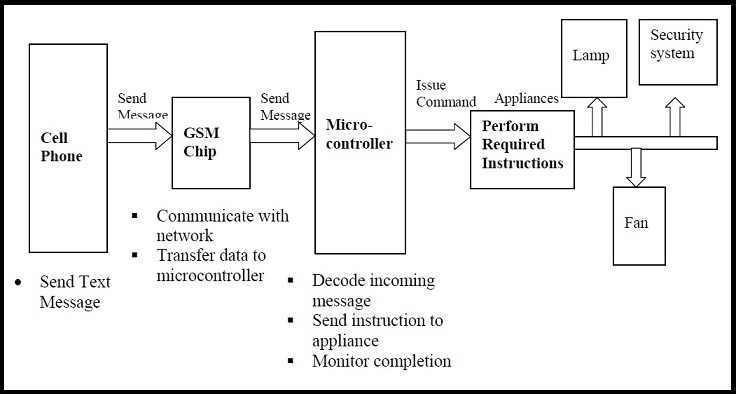 Cell
Phone
Send
Message
GSM
Chip
Send
Message
Micro-
controller
Issue
Command
Appliances
Perform
Required
Instructions
Lamp
Security
system
Fan
• Send Text
Message
▪ Communicate with
network
▪ Transfer data to
microcontroller
▪ Decode incoming
message
▪ Send instruction to
appliance
▪ Monitor completion